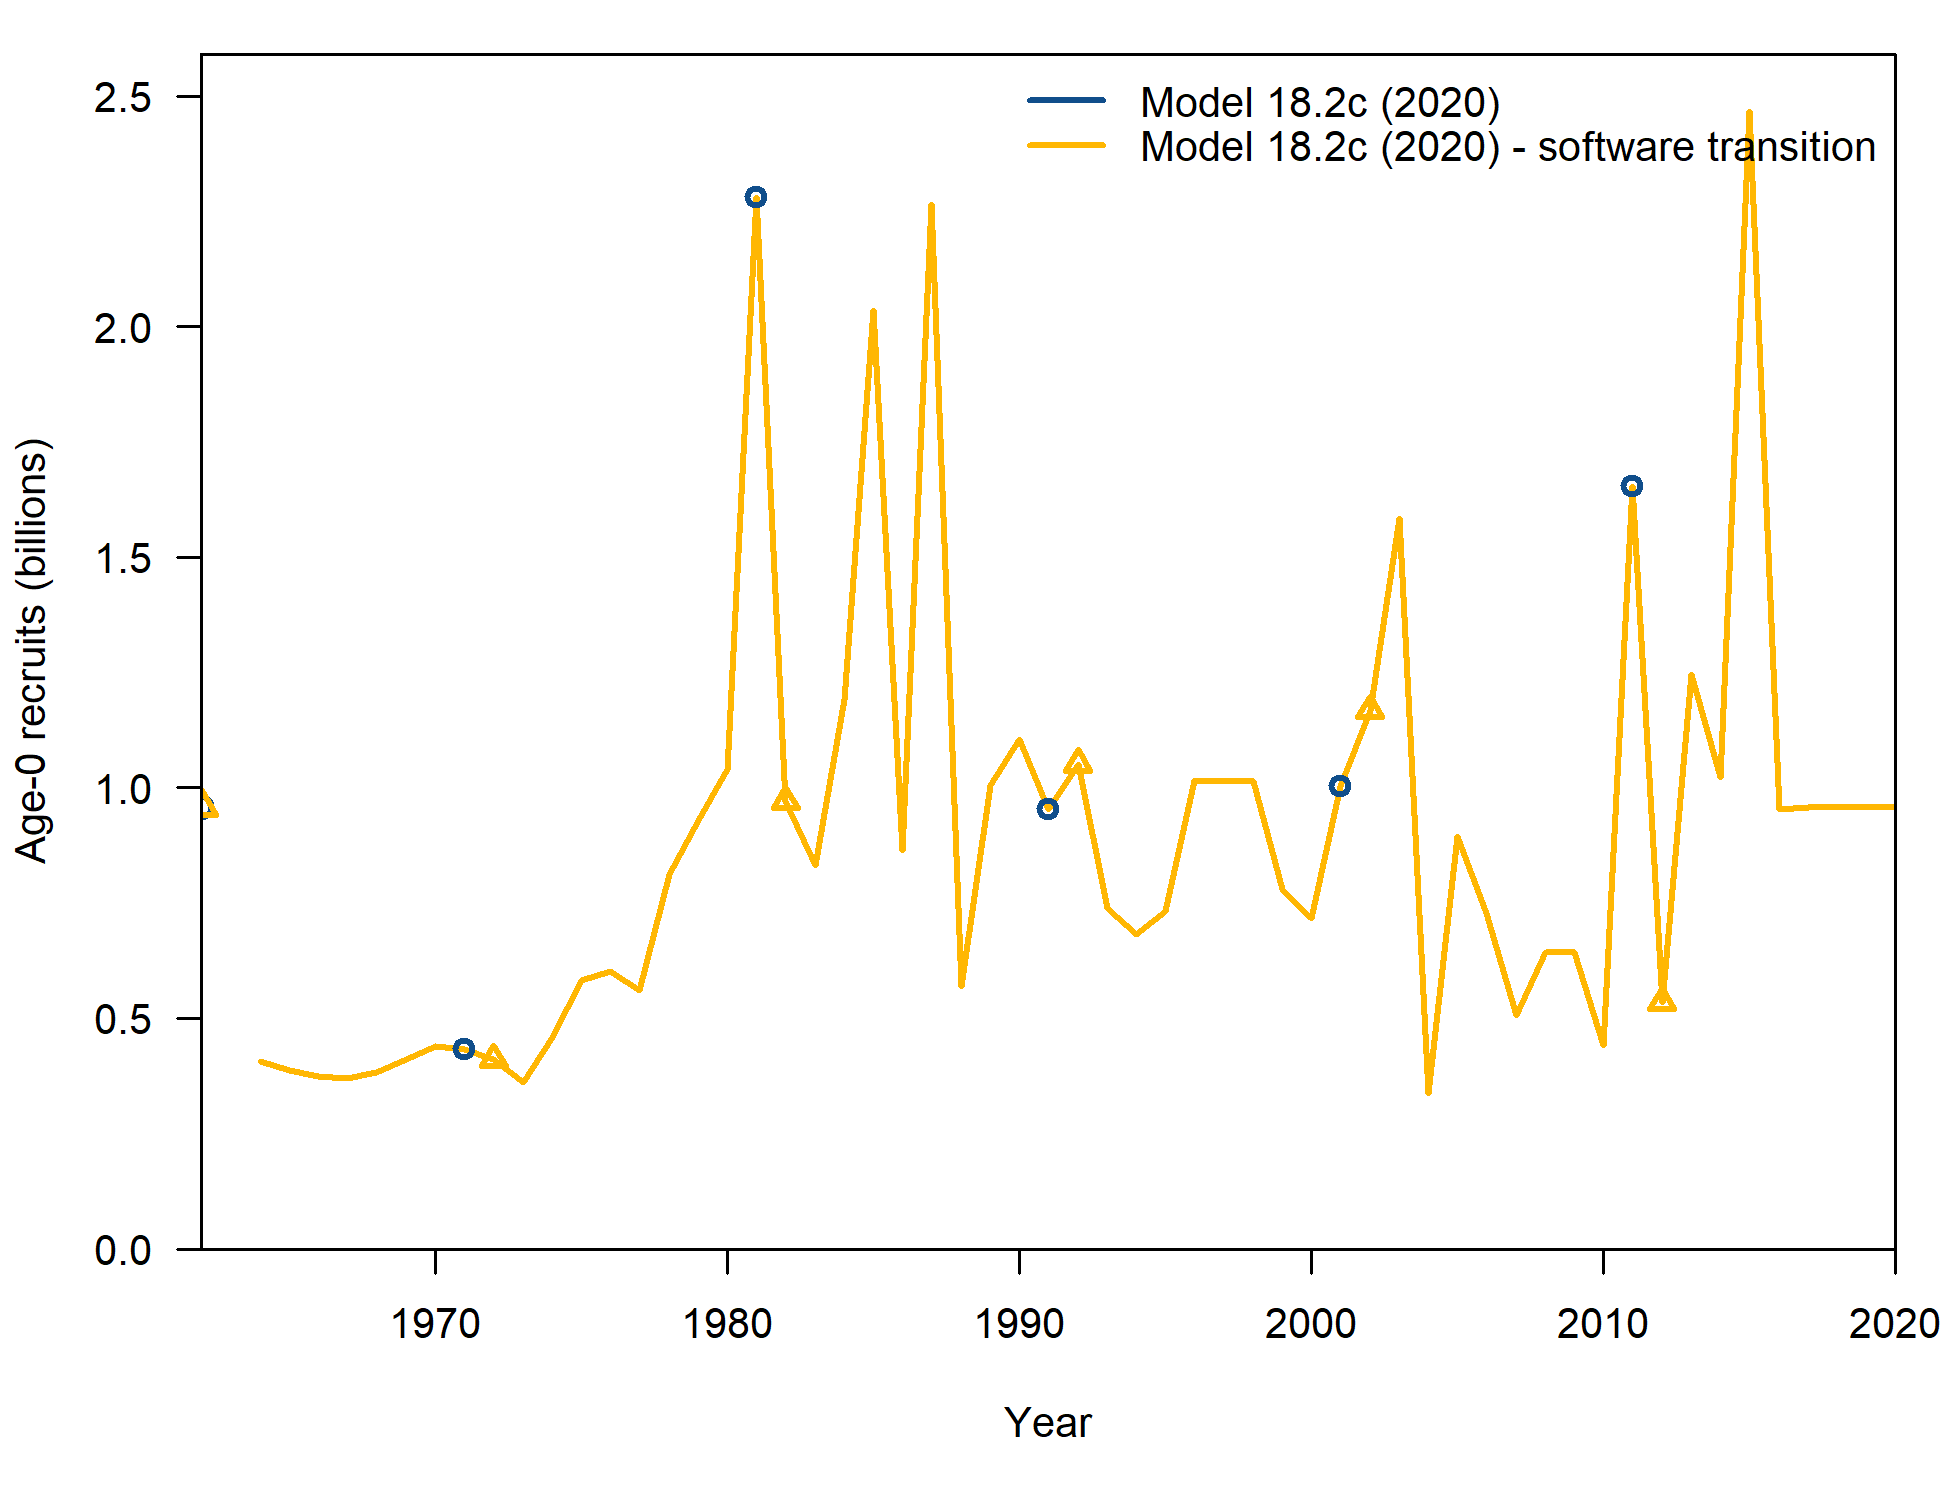 Model 18.2c (2020)
Model 18.2c (2020) - software transition
Age-0 recruits (billions)
2.5
2.0
1.5
1.0
0.5
0.0
1970 1980 1990 2000 2010 2020
Year